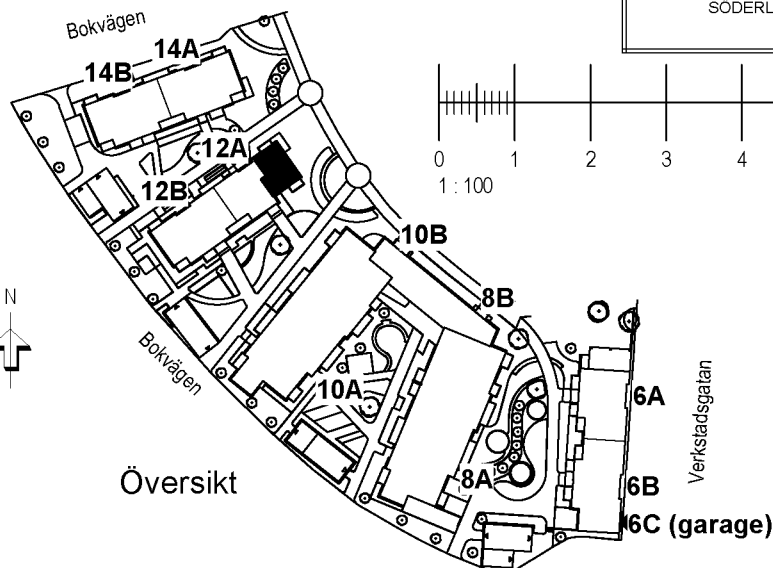 SÖDERL
Bokvägen
14A
14B
12A
12B
0 1 2 3 4
1 : 100
10B
8B
N
Bokvägen
10A
6A
Verkstadsgatan
Översikt
8A
6B
6C (garage)